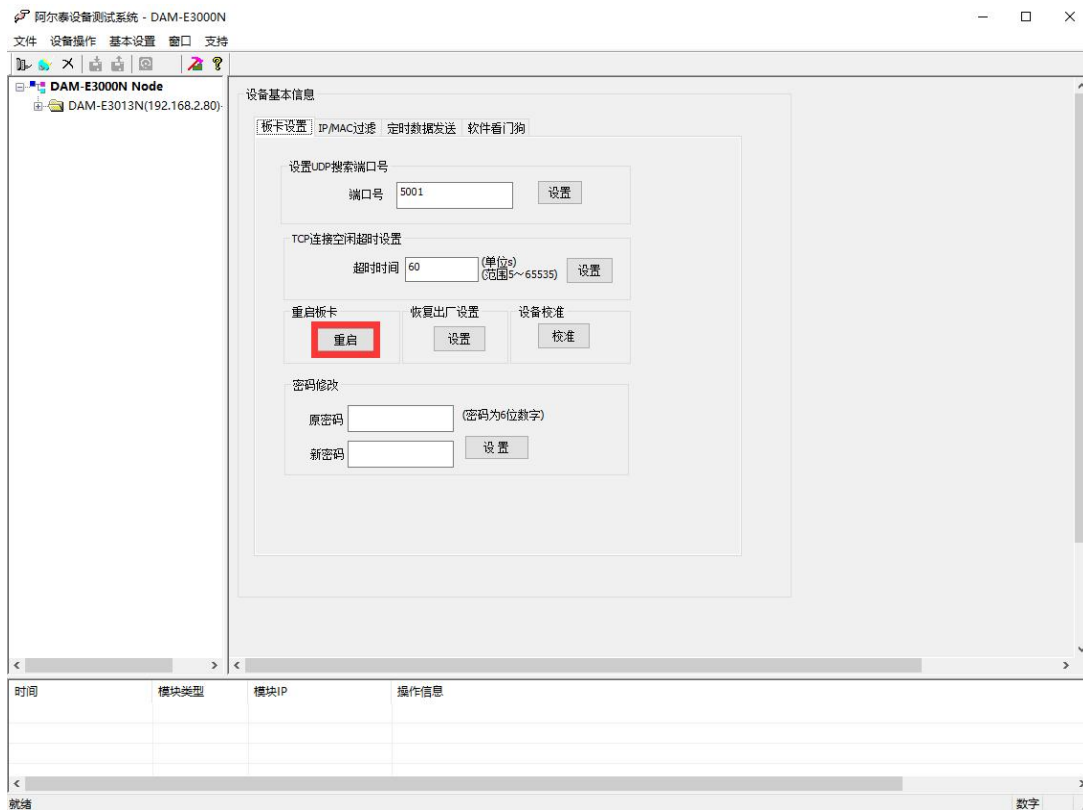 阿尔泰设备测试系统 - DAM-E3000N
文件 设备操作 基本设置 窗口 支持
DAM-E3000N Node
DAM-E3013N(192.168.2.80)-
设备基本信息
板卡设置 IP/MAC过滤 定时数据发送 软件看门狗
设置UDP搜索端口号
端口号 5001 设置
TCP连接空闲超时设置
超时时间 60 (单位s) 设置
(范围5～65535)
重启板卡 恢复出厂设置 设备校准
重启 设置 校准
密码修改
原密码 (密码为6位数字)
新密码 设 置
时间 模块类型 模块IP 操作信息
就绪 数字